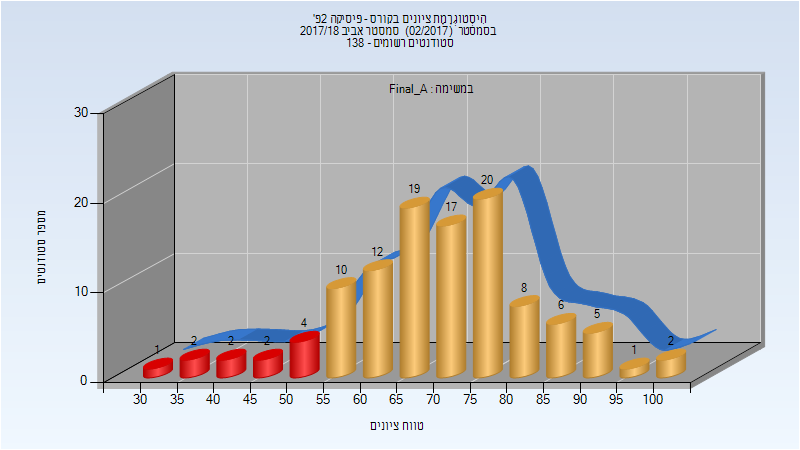 היסטוגרמת ציונים בקורס - פיסיקה 2פ'
בסמסטר (02/2017) סמסטר אביב 2017/18
סטודנטים רשומים - 138
במשימה : Final_A
30
20
10
0
מספר סטודנטים
1 2 2 2 4 10 12 19 17 20 8 6 5 1 2
30 35 40 45 50 55 60 65 70 75 80 85 90 95 100
טווח ציונים